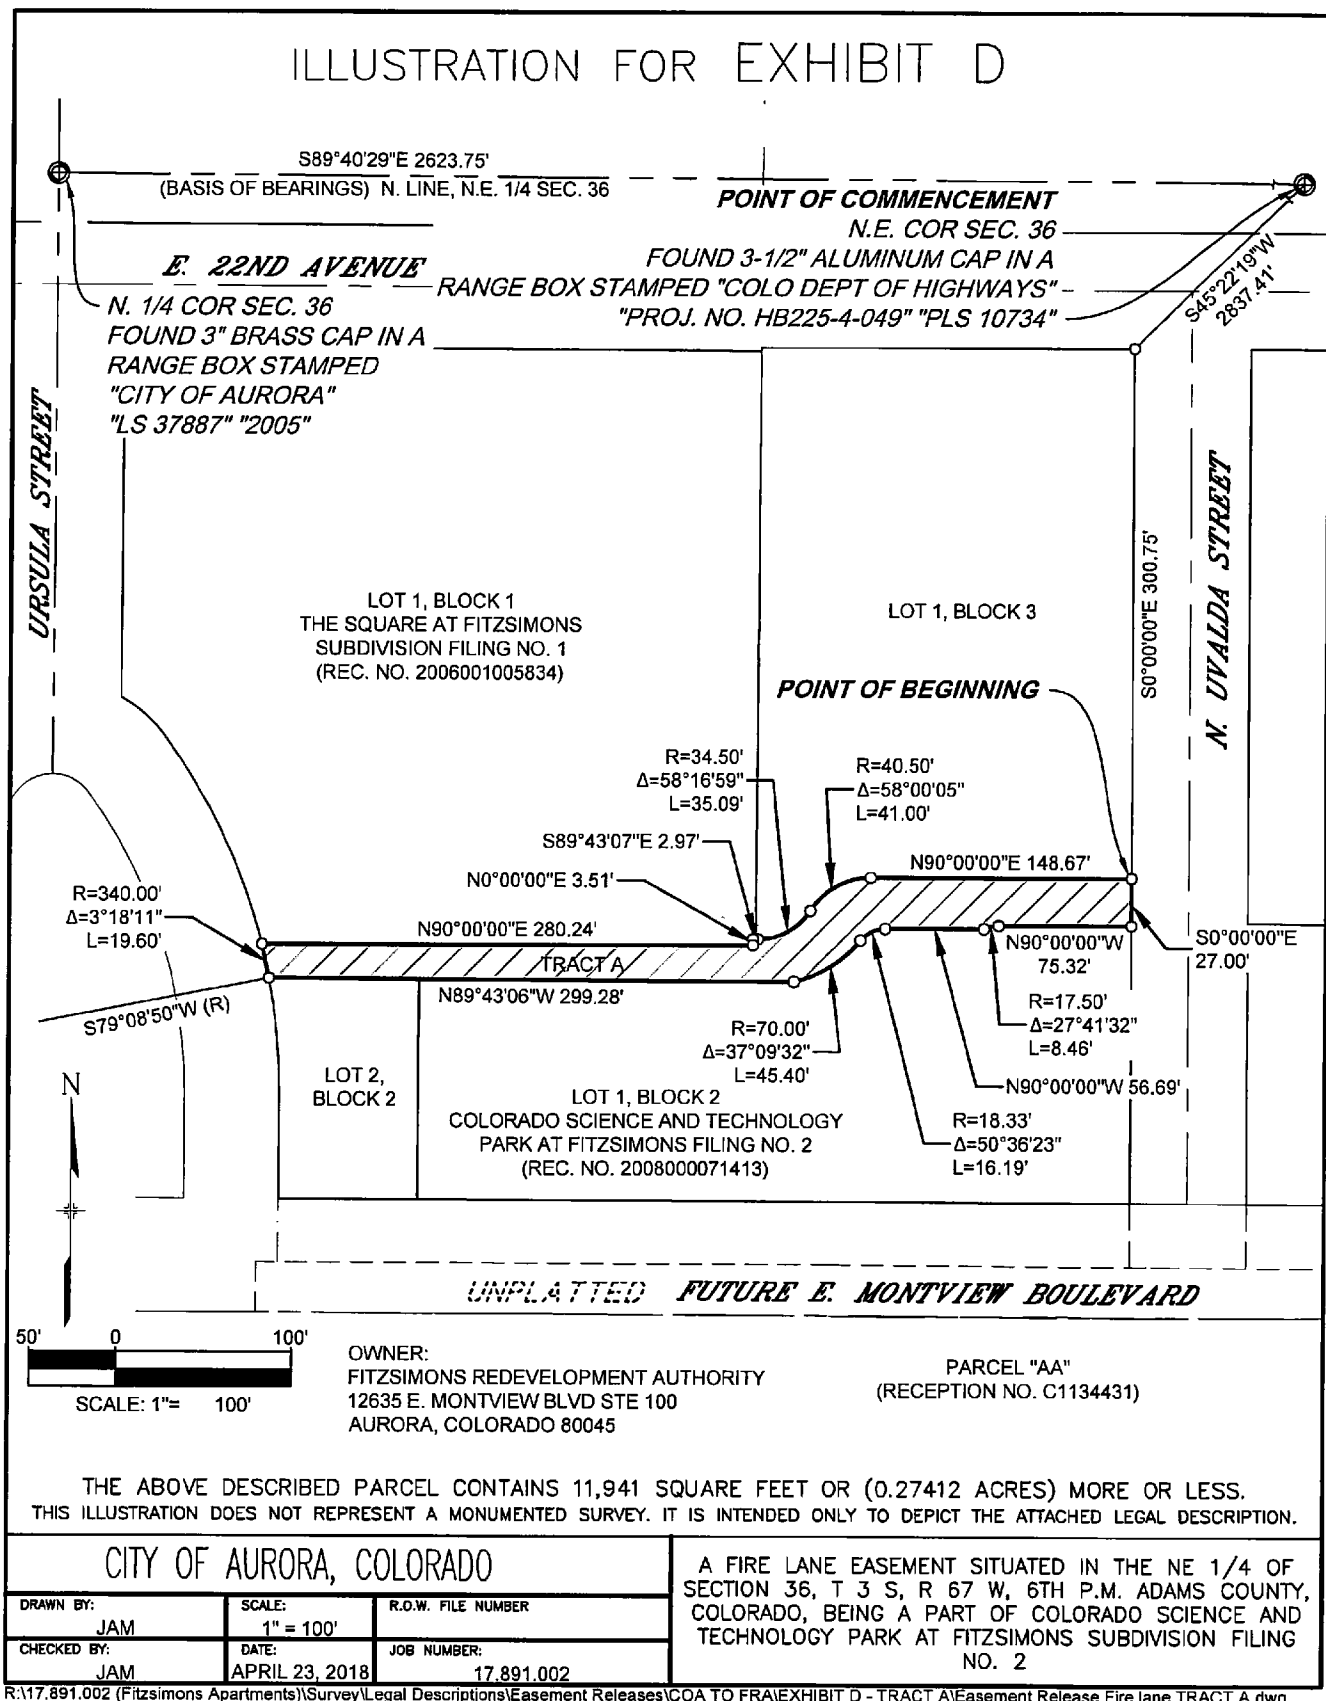 ILLUSTRATION FOR EXHIBIT D
S89°40'29"E 2623.75'
(BASIS OF BEARINGS) N. LINE, N.E. 1/4 SEC. 36
POINT OF COMMENCEMENT
N.E. COR SEC. 36
FOUND 3-1/2" ALUMINUM CAP IN A
RANGE BOX STAMPED "COLO DEPT OF HIGHWAYS"
"PROJ. NO. HB225-4-049" "PLS 10734"
S45°22'19"W
2837.41'
E. 22ND AVENUE
N. 1/4 COR SEC. 36
FOUND 3" BRASS CAP IN A
RANGE BOX STAMPED
"CITY OF AURORA"
"LS 37887" "2005"
URSULA STREET
N. UVALDA STREET
S0°00'00"E 300.75'
LOT 1, BLOCK 1
THE SQUARE AT FITZSIMONS
SUBDIVISION FILING NO. 1
(REC. NO. 2006001005834)
LOT 1, BLOCK 3
POINT OF BEGINNING
R=34.50'
Δ=58°16'59"
L=35.09'
R=40.50'
Δ=58°00'05"
L=41.00'
S89°43'07"E 2.97'
N0°00'00"E 3.51'
N90°00'00"E 148.67'
R=340.00'
Δ=3°18'11"
L=19.60'
N90°00'00"E 280.24'
TRACT A
N89°43'06"W 299.28'
S79°08'50"W (R)
N90°00'00"W
75.32'
S0°00'00"E
27.00'
R=17.50'
Δ=27°41'32"
L=8.46'
R=70.00'
Δ=37°09'32"
L=45.40'
N90°00'00"W 56.69'
R=18.33'
Δ=50°36'23"
L=16.19'
N
LOT 2,
BLOCK 2
LOT 1, BLOCK 2
COLORADO SCIENCE AND TECHNOLOGY
PARK AT FITZSIMONS FILING NO. 2
(REC. NO. 2008000071413)
UNPLATTED FUTURE E. MONTVIEW BOULEVARD
50' 0 100'
SCALE: 1"= 100'
OWNER:
FITZSIMONS REDEVELOPMENT AUTHORITY
12635 E. MONTVIEW BLVD STE 100
AURORA, COLORADO 80045
PARCEL "AA"
(RECEPTION NO. C1134431)
THE ABOVE DESCRIBED PARCEL CONTAINS 11,941 SQUARE FEET OR (0.27412 ACRES) MORE OR LESS.
THIS ILLUSTRATION DOES NOT REPRESENT A MONUMENTED SURVEY. IT IS INTENDED ONLY TO DEPICT THE ATTACHED LEGAL DESCRIPTION.
CITY OF AURORA, COLORADO
DRAWN BY:
JAM
SCALE:
1" = 100'
R.O.W. FILE NUMBER
CHECKED BY:
JAM
DATE:
APRIL 23, 2018
JOB NUMBER:
17.891.002
A FIRE LANE EASEMENT SITUATED IN THE NE 1/4 OF
SECTION 36, T 3 S, R 67 W, 6TH P.M. ADAMS COUNTY,
COLORADO, BEING A PART OF COLORADO SCIENCE AND
TECHNOLOGY PARK AT FITZSIMONS SUBDIVISION FILING
NO. 2
R:\17.891.002 (Fitzsimons Apartments)\Survey\Legal Descriptions\Easement Releases\COA TO FRA\EXHIBIT D - TRACT A\Easement Release Fire lane TRACT A.dwg